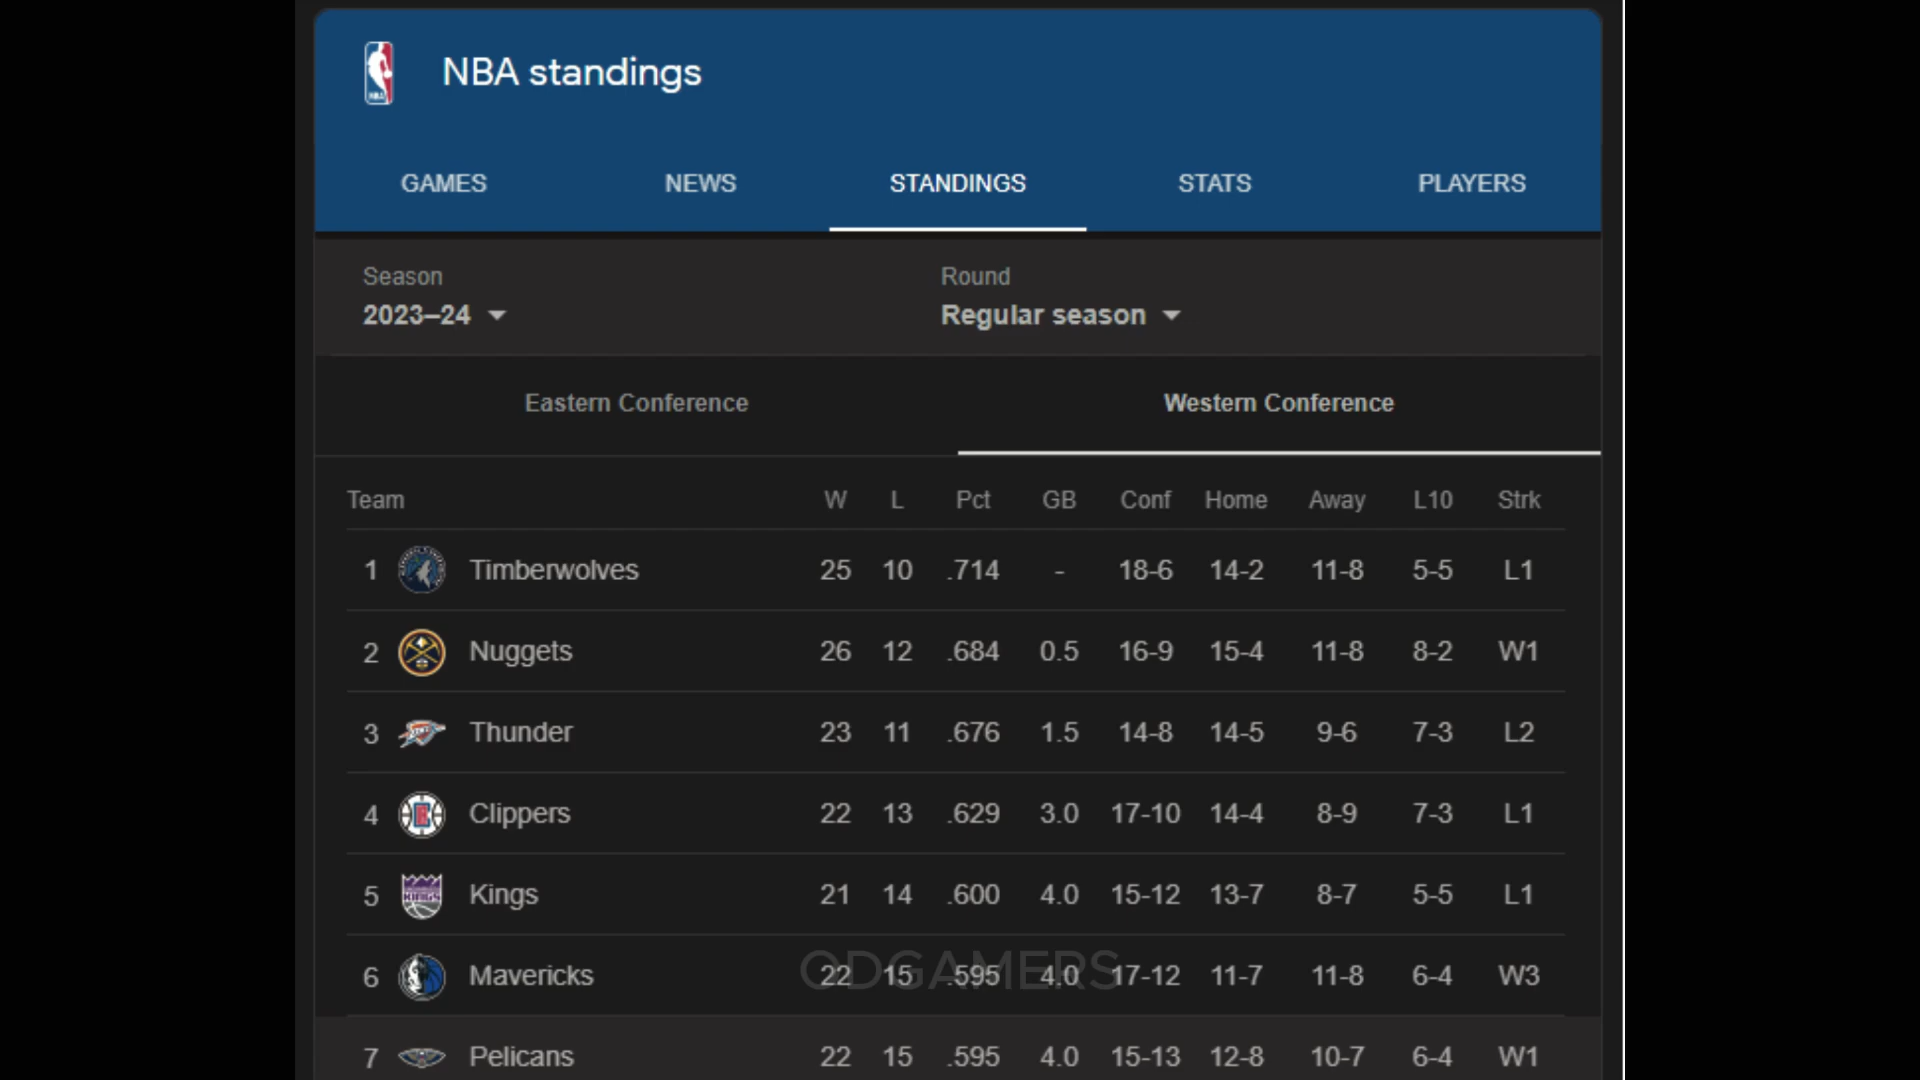 NBA standings
GAMES NEWS STANDINGS STATS PLAYERS
Season Round
2023–24 Regular season
Eastern Conference Western Conference
Team W L Pct GB Conf Home Away L10 Strk
1 Timberwolves 25 10 .714 - 18-6 14-2 11-8 5-5 L1
2 Nuggets 26 12 .684 0.5 16-9 15-4 11-8 8-2 W1
3 Thunder 23 11 .676 1.5 14-8 14-5 9-6 7-3 L2
4 Clippers 22 13 .629 3.0 17-10 14-4 8-9 7-3 L1
5 Kings 21 14 .600 4.0 15-12 13-7 8-7 5-5 L1
6 Mavericks 22 15 .595 4.0 17-12 11-7 11-8 6-4 W3
ODGAMERS
7 Pelicans 22 15 .595 4.0 15-13 12-8 10-7 6-4 W1